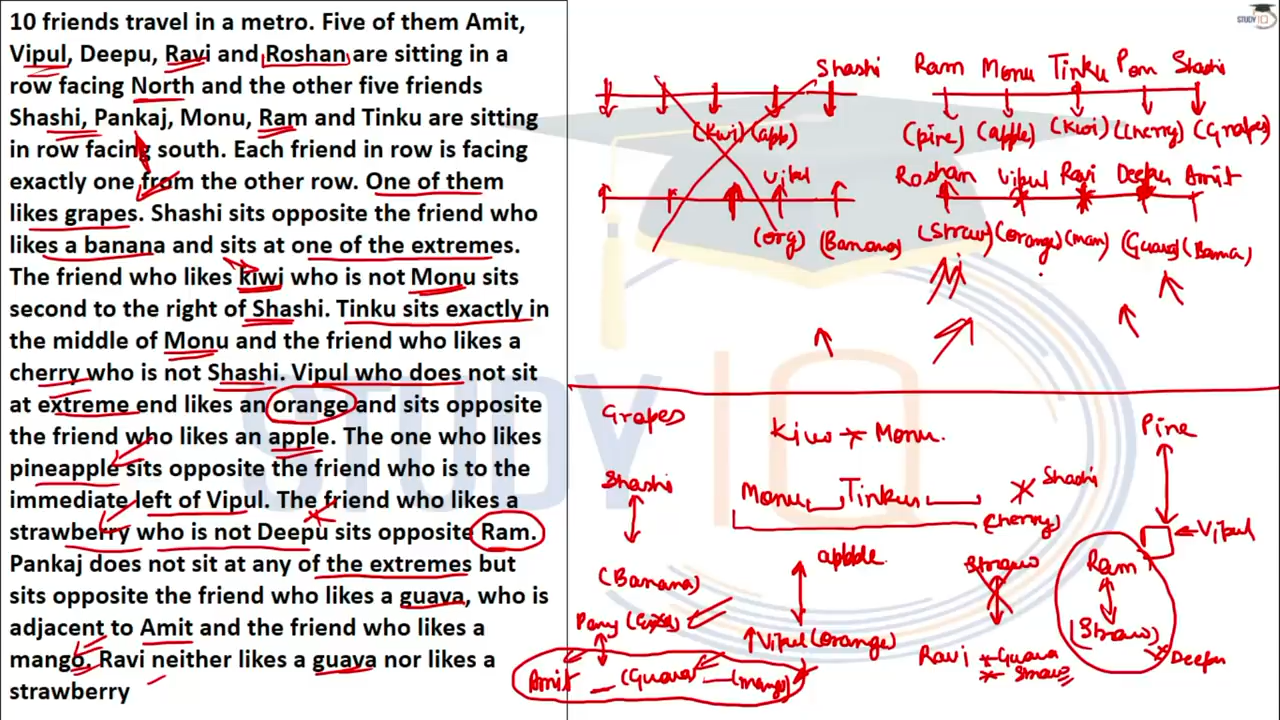 10 friends travel in a metro. Five of them Amit,
Vipul, Deepu, Ravi and Roshan are sitting in a
row facing North and the other five friends
Shashi, Pankaj, Monu, Ram and Tinku are sitting
in row facing south. Each friend in row is facing
exactly one from the other row. One of them
likes grapes. Shashi sits opposite the friend who
likes a banana and sits at one of the extremes.
The friend who likes kiwi who is not Monu sits
second to the right of Shashi. Tinku sits exactly in
the middle of Monu and the friend who likes a
cherry who is not Shashi. Vipul who does not sit
at extreme end likes an orange and sits opposite
the friend who likes an apple. The one who likes
pineapple sits opposite the friend who is to the
immediate left of Vipul. The friend who likes a
strawberry who is not Deepu sits opposite Ram.
Pankaj does not sit at any of the extremes but
sits opposite the friend who likes a guava, who is
adjacent to Amit and the friend who likes a
mango. Ravi neither likes a guava nor likes a
strawberry
STUDY IQ
Shashi
(Kwi) (app)
Vipul
(org) (Banana)
Ram Monu Tinku Pan Shashi
(pine) (apple) (Kwi) (Cherry) (Grapes)
Roshan Vipul Ravi Deepu Amit
(Straw) (orange) (man) (Guava) (Banna)
STUDY IQ
Grapes
Shashi
(Banana)
Kiwi Monu.
Monu Tinku Shashi
(cherry)
Pine
Vipul
apple
Vipul (orange)
Straw
Ram
(Straw)
Deepu
Ravi Guava
Straw
Amit (Guava) (mango)